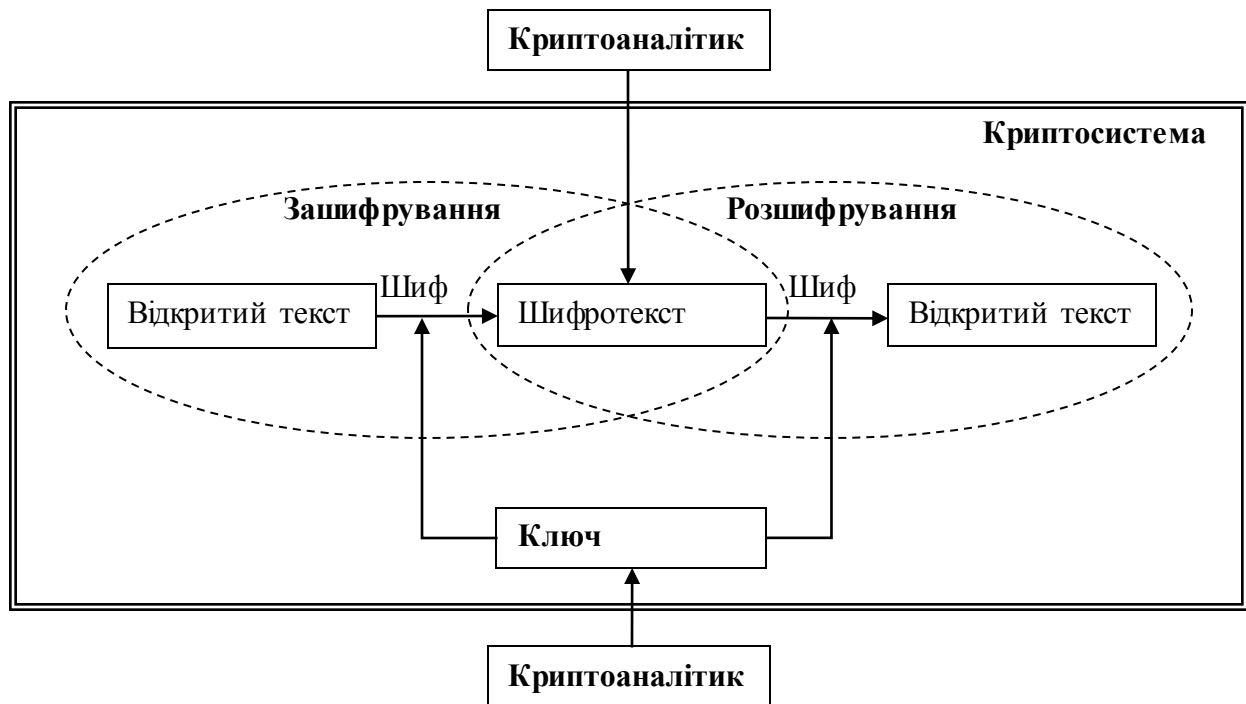 Криптоаналітик
Криптосистема
Зашифрування
Розшифрування
Шиф
Шиф
Відкритий текст
Шифротекст
Відкритий текст
Ключ
Криптоаналітик